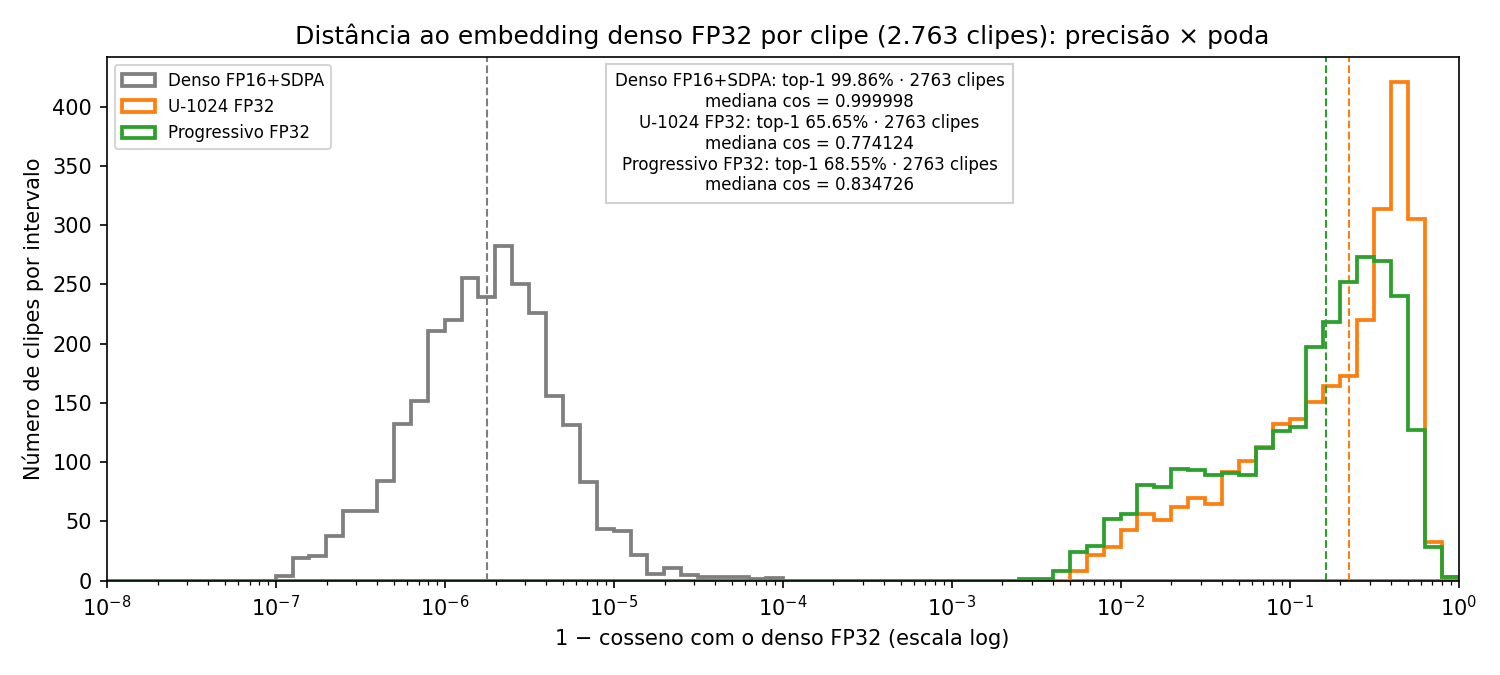 Distância ao embedding denso FP32 por clipe (2.763 clipes): precisão × poda
Denso FP16+SDPA
U-1024 FP32
Progressivo FP32
Denso FP16+SDPA: top-1 99.86% · 2763 clipes
mediana cos = 0.999998
U-1024 FP32: top-1 65.65% · 2763 clipes
mediana cos = 0.774124
Progressivo FP32: top-1 68.55% · 2763 clipes
mediana cos = 0.834726
Número de clipes por intervalo
400
350
300
250
200
150
100
50
0
10⁻⁸
10⁻⁷
10⁻⁶
10⁻⁵
10⁻⁴
10⁻³
10⁻²
10⁻¹
10⁰
1 − cosseno com o denso FP32 (escala log)